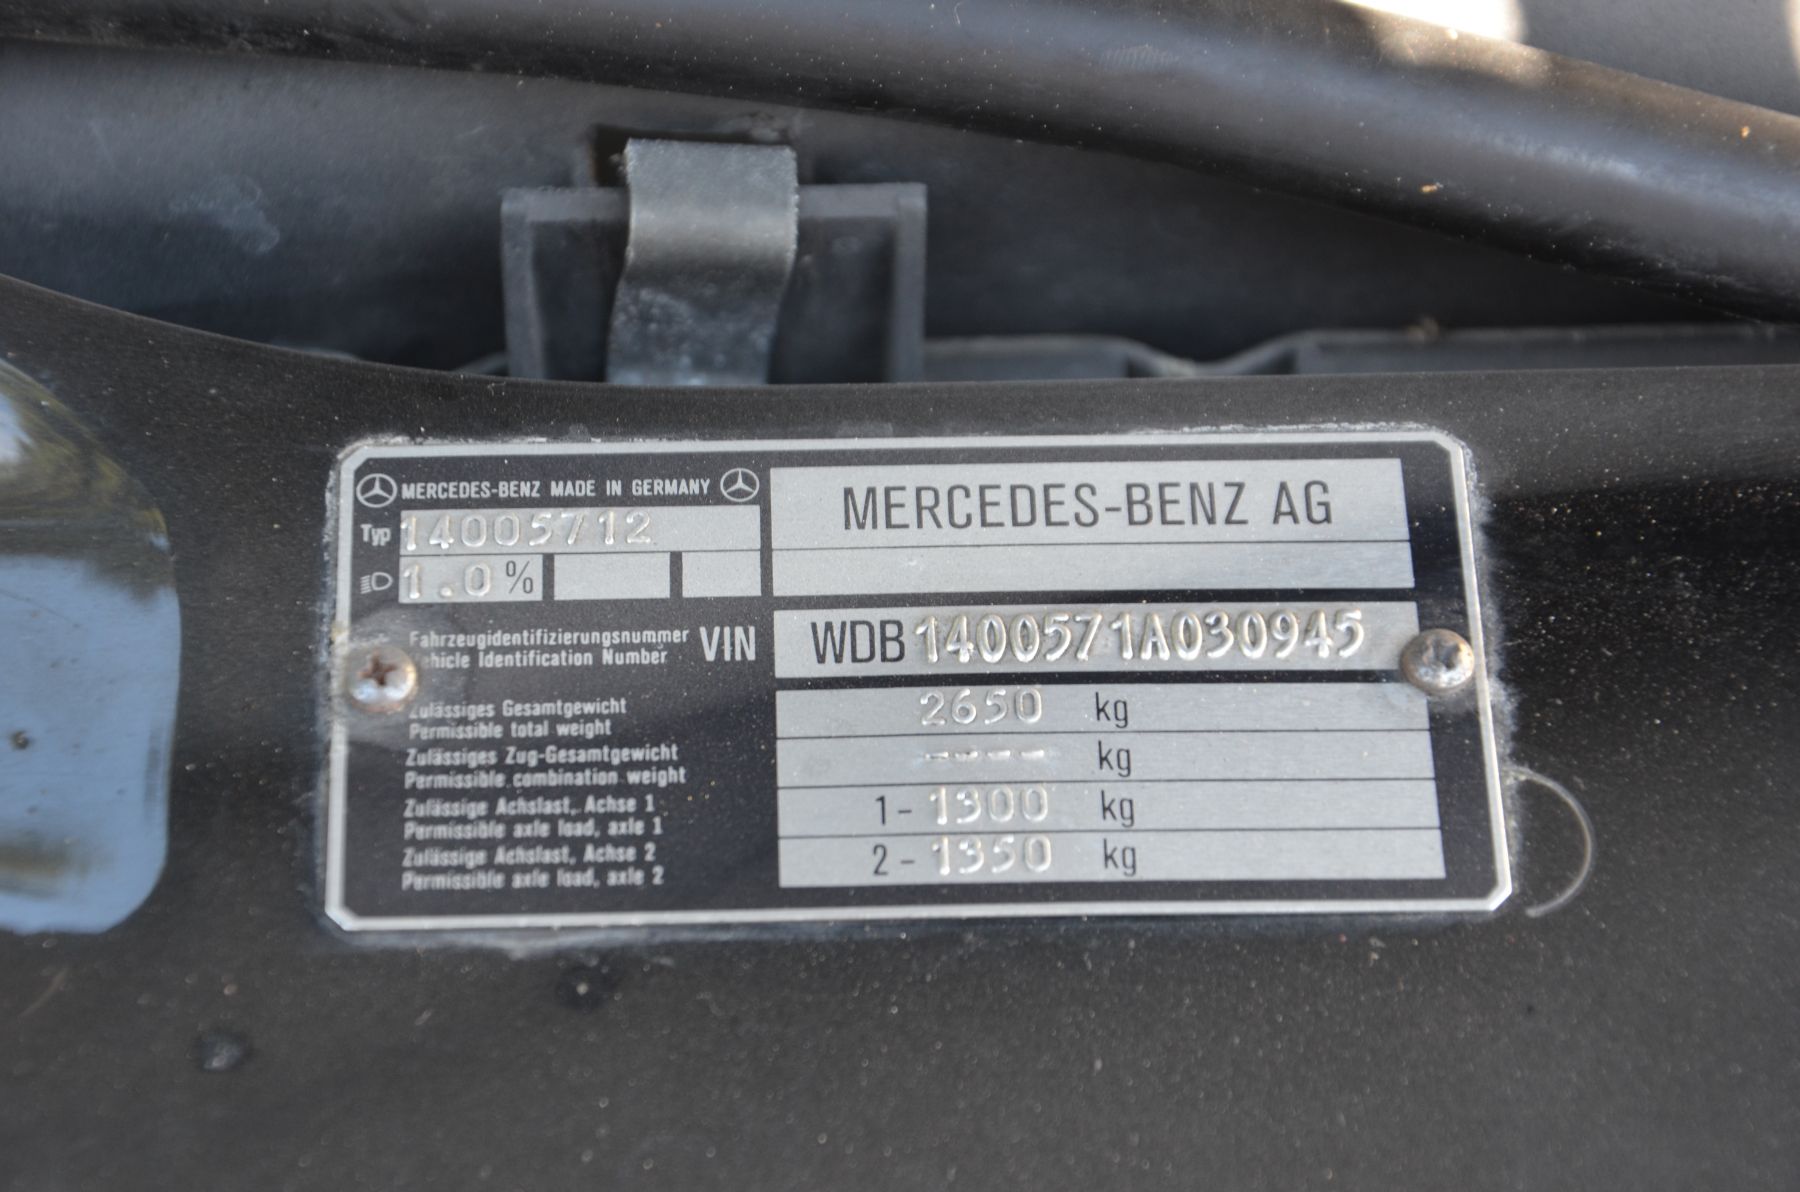 MERCEDES-BENZ MADE IN GERMANY
MERCEDES-BENZ AG
Typ 14005712
1.0 %
Fahrzeugidentifizierungsnummer
Vehicle Identification Number
VIN WDB 1400571A030945
Zulässiges Gesamtgewicht
Permissible total weight
2650 kg
Zulässiges Zug-Gesamtgewicht
Permissible combination weight
---- kg
Zulässige Achslast, Achse 1
Permissible axle load, axle 1
1- 1300 kg
Zulässige Achslast, Achse 2
Permissible axle load, axle 2
2- 1350 kg